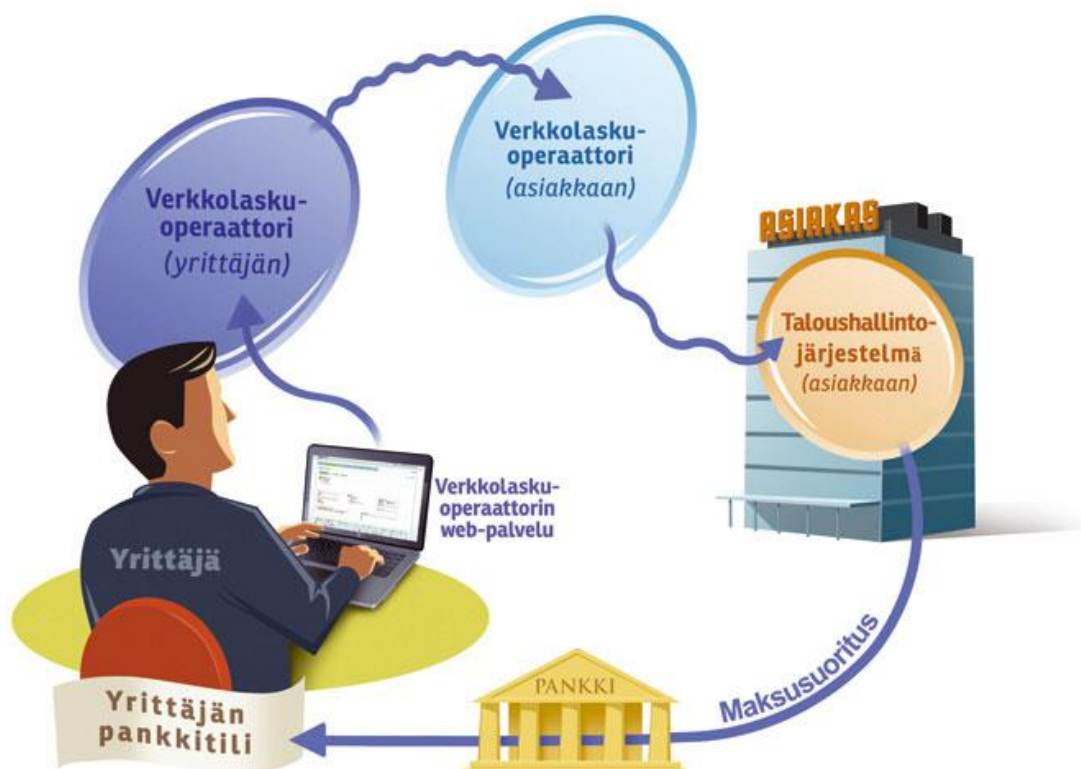 Verkkolasku-
operaattori
(yrittäjän)
Verkkolasku-
operaattori
(asiakkaan)
ASIAKAS
Taloushallinto-
järjestelmä
(asiakkaan)
Verkkolasku-
operaattorin
web-palvelu
Yrittäjä
Maksusuoritus
PANKKI
Yrittäjän
pankkitili